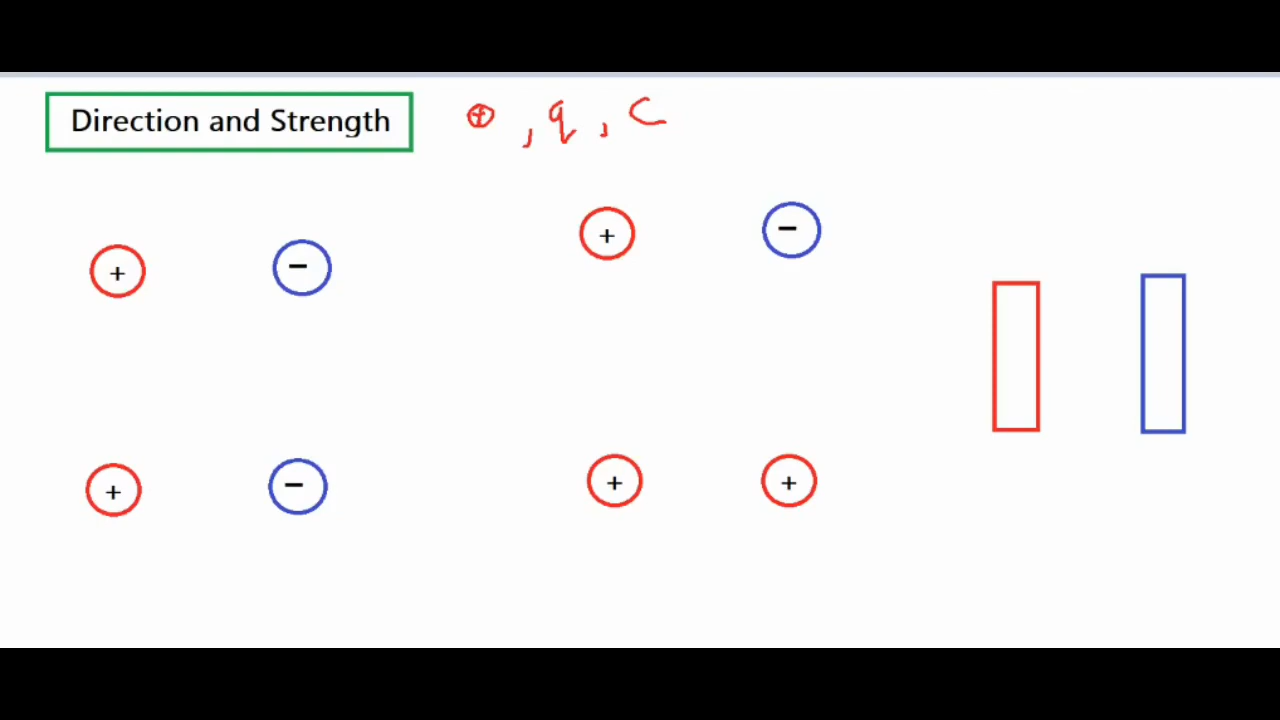 Direction and Strength ⊕, q, C
+ − + −
+ − + +